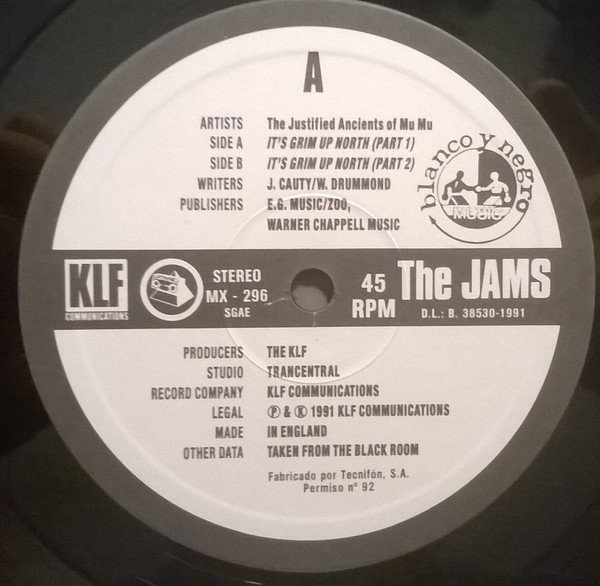 A
ARTISTS The Justified Ancients of Mu Mu
SIDE A IT'S GRIM UP NORTH (PART 1)
SIDE B IT'S GRIM UP NORTH (PART 2)
WRITERS J. CAUTY/W. DRUMMOND
PUBLISHERS E.G. MUSIC/ZOO,
WARNER CHAPPELL MUSIC
blanco y negro
MUSIC
KLF
COMMUNICATIONS
STEREO
MX - 296
SGAE
45
RPM
The JAMS
D.L.: B. 38530-1991
PRODUCERS THE KLF
STUDIO TRANCENTRAL
RECORD COMPANY KLF COMMUNICATIONS
LEGAL Ⓟ & Ⓚ 1991 KLF COMMUNICATIONS
MADE IN ENGLAND
OTHER DATA TAKEN FROM THE BLACK ROOM
Fabricado por Tecnifón, S.A.
Permiso nº 92